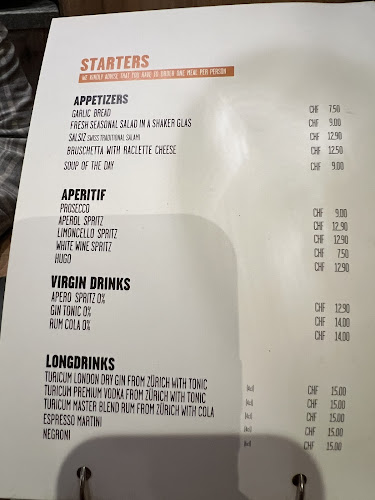 STARTERS
WE KINDLY ADVISE THAT YOU HAVE TO ORDER ONE MEAL PER PERSON
APPETIZERS
GARLIC BREAD CHF 7.50
FRESH SEASONAL SALAD IN A SHAKER GLAS CHF 9.00
SALSIZ (SWISS TRADITIONAL SALAMI) CHF 12.90
BRUSCHETTA WITH RACLETTE CHEESE CHF 12.50
SOUP OF THE DAY CHF 9.00
APERITIF
PROSECCO CHF 9.00
APEROL SPRITZ CHF 12.90
LIMONCELLO SPRITZ CHF 12.90
WHITE WINE SPRITZ CHF 7.50
HUGO CHF 12.90
VIRGIN DRINKS
APERO SPRITZ 0% CHF 12.90
GIN TONIC 0% CHF 14.00
RUM COLA 0% CHF 14.00
LONGDRINKS
TURICUM LONDON DRY GIN FROM ZÜRICH WITH TONIC CHF 15.00
TURICUM PREMIUM VODKA FROM ZÜRICH WITH TONIC CHF 15.00
TURICUM MASTER BLEND RUM FROM ZÜRICH WITH COLA CHF 15.00
ESPRESSO MARTINI CHF 15.00
NEGRONI CHF 15.00